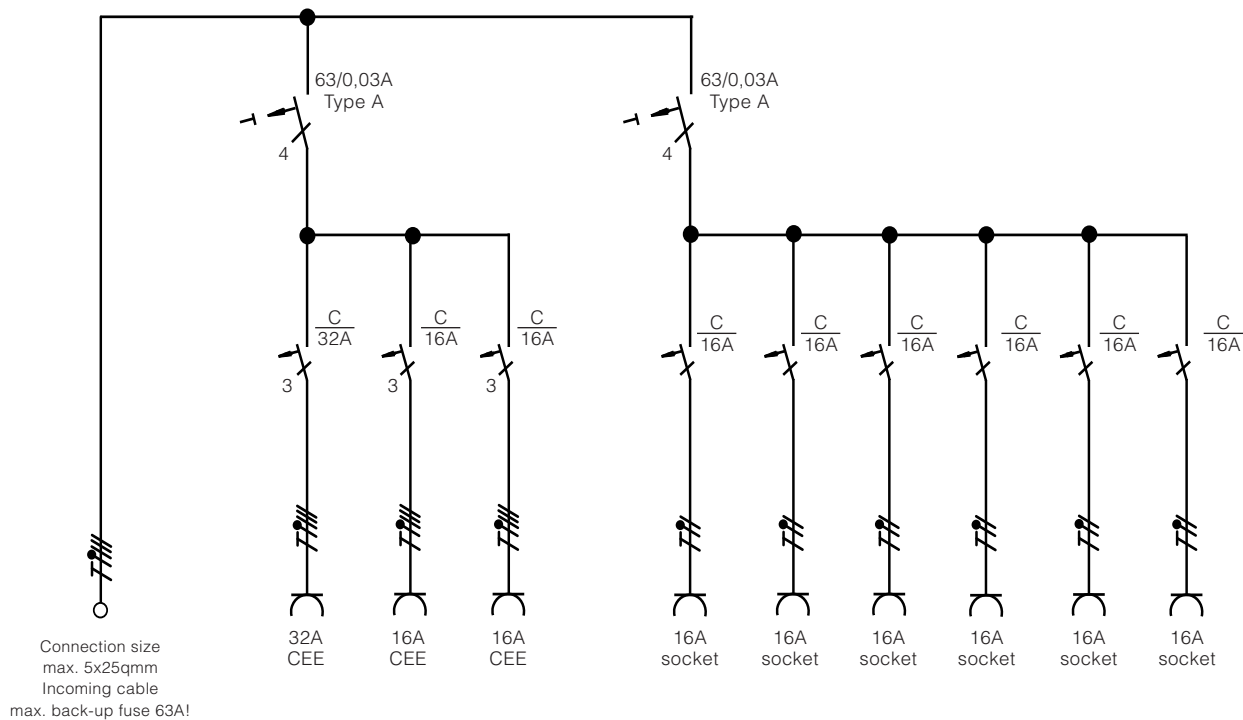 63/0,03A
Type A
4
63/0,03A
Type A
4
C
32A
3
C
16A
3
C
16A
3
C
16A
C
16A
C
16A
C
16A
C
16A
C
16A
Connection size
max. 5x25qmm
Incoming cable
max. back-up fuse 63A!
32A
CEE
16A
CEE
16A
CEE
16A
socket
16A
socket
16A
socket
16A
socket
16A
socket
16A
socket